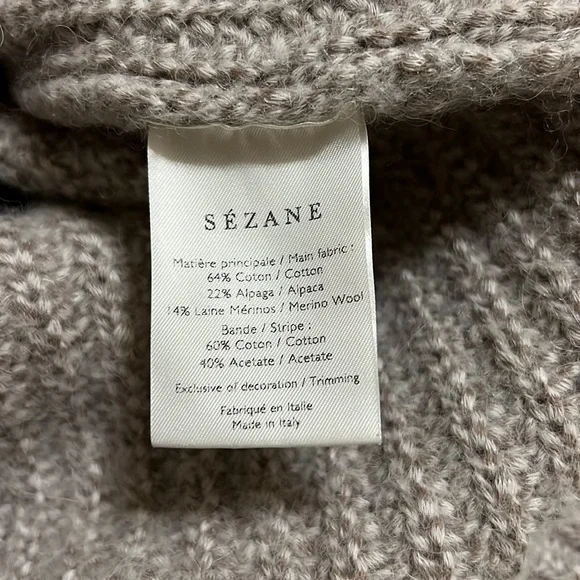 SÉZANE
Matière principale / Main fabric :
64% Coton / Cotton
22% Alpaga / Alpaca
14% Laine Mérinos / Merino Wool
Bande / Stripe :
60% Coton / Cotton
40% Acetate / Acetate
Exclusive of decoration / Trimming
Fabriqué en Italie
Made in Italy